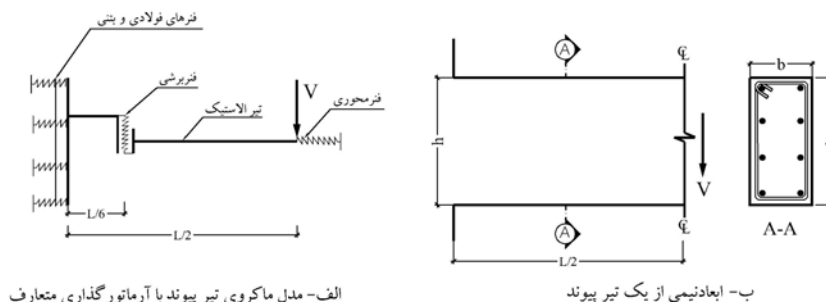 فنرهای فولادی و بتنی
فنربرشی
تیر الاستیک
V
فنرمحوری
L/6
L/2
الف- مدل ماکروی تیر پیوند با آرماتور گذاری متعارف
A
℄
h
V
A
℄
L/2
b
A-A
ب- ابعادنیمی از یک تیر پیوند